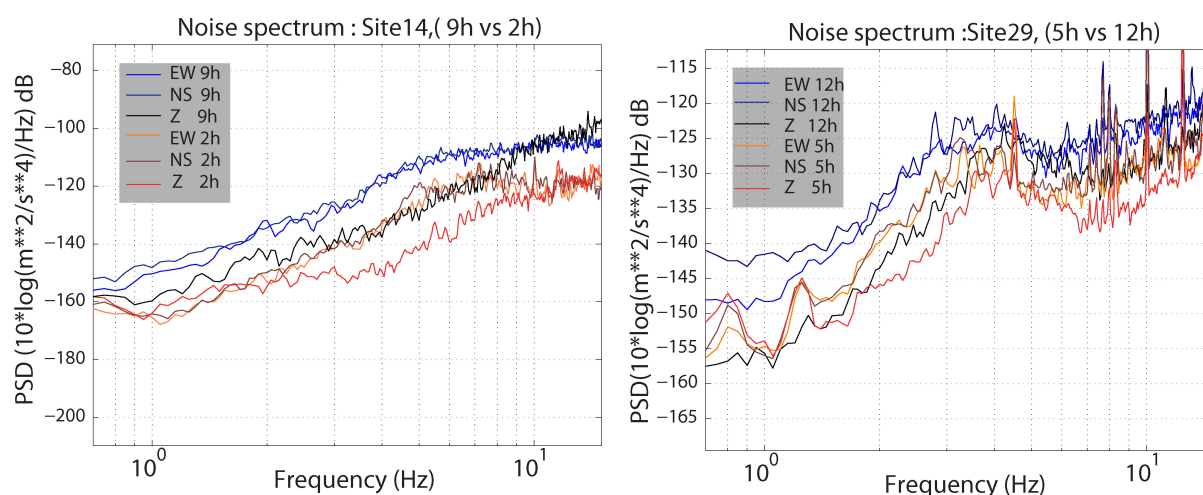 Noise spectrum : Site14,( 9h vs 2h)
PSD (10*log(m**2/s**4)/Hz) dB
−80
−100
−120
−140
−160
−180
−200
EW 9h
NS 9h
Z 9h
EW 2h
NS 2h
Z 2h
10^0
10^1
Frequency (Hz)
Noise spectrum :Site29, (5h vs 12h)
PSD(10*log(m**2/s**4)/Hz) dB
−115
−120
−125
−130
−135
−140
−145
−150
−155
−160
−165
EW 12h
NS 12h
Z 12h
EW 5h
NS 5h
Z 5h
10^0
10^1
Frequency (Hz)